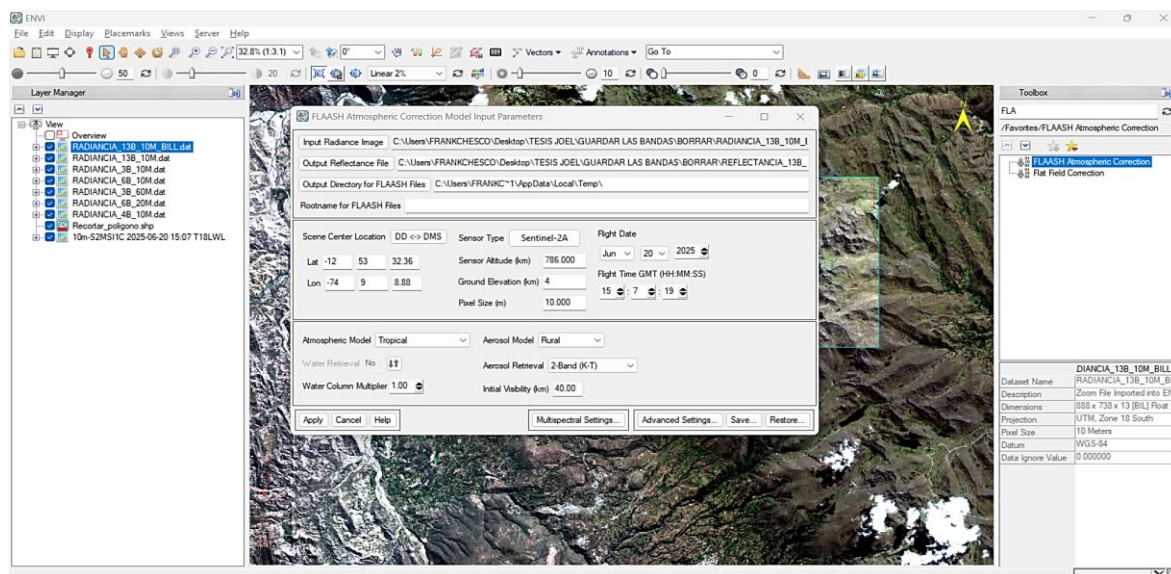 ENVI
File Edit Display Placemarks Views Server Help
32.8% (1:3.1) 0° Vectors Annotations Go To
50 20 Linear 2% 10 0
Layer Manager
View
Overview
RADIANCIA_13B_10M_BILL.dat
RADIANCIA_13B_10M.dat
RADIANCIA_3B_10M.dat
RADIANCIA_6B_10M.dat
RADIANCIA_3B_60M.dat
RADIANCIA_6B_20M.dat
RADIANCIA_4B_10M.dat
Recortar_poligono.shp
10m-S2MSI1C 2025-06-20 15:07 T18LWL
FLAASH Atmospheric Correction Model Input Parameters
Input Radiance Image C:\Users\FRANKCHESCO\Desktop\TESIS JOEL\GUARDAR LAS BANDAS\BORRAR\RADIANCIA_13B_10M_
Output Reflectance File C:\Users\FRANKCHESCO\Desktop\TESIS JOEL\GUARDAR LAS BANDAS\BORRAR\REFLECTANCIA_13B_
Output Directory for FLAASH Files C:\Users\FRANKC~1\AppData\Local\Temp\
Rootname for FLAASH Files
Scene Center Location DD <-> DMS
Lat -12 53 32.36
Lon -74 9 8.88
Sensor Type Sentinel-2A
Sensor Altitude (km) 786.000
Ground Elevation (km) 4
Pixel Size (m) 10.000
Flight Date
Jun 20 2025
Flight Time GMT (HH:MM:SS)
15 : 7 : 19
Atmospheric Model Tropical
Water Retrieval No
Water Column Multiplier 1.00
Aerosol Model Rural
Aerosol Retrieval 2-Band (K-T)
Initial Visibility (km) 40.00
Apply Cancel Help Multispectral Settings... Advanced Settings... Save... Restore...
N
Toolbox
FLA
/Favorites/FLAASH Atmospheric Correction
FLAASH Atmospheric Correction
Flat Field Correction
DIANCIA_13B_10M_BILL
Dataset Name RADIANCIA_13B_10M_B
Description Zoom File Imported into
Dimensions 888 x 738 x 13 [BIL] Float
Projection UTM, Zone 18 South
Pixel Size 10 Meters
Datum WGS-84
Data Ignore Value 0.000000